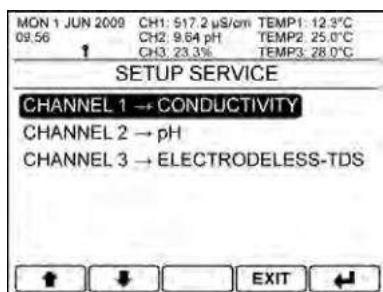 MON 1 JUN 2009 CH1: 517.2 µS/cm TEMP1: 12.3°C
09.56 CH2: 9.64 pH TEMP2: 25.0°C
CH3: 23.3% TEMP3: 28.0°C
SETUP SERVICE
CHANNEL 1 → CONDUCTIVITY
CHANNEL 2 → pH
CHANNEL 3 → ELECTRODELESS-TDS
EXIT